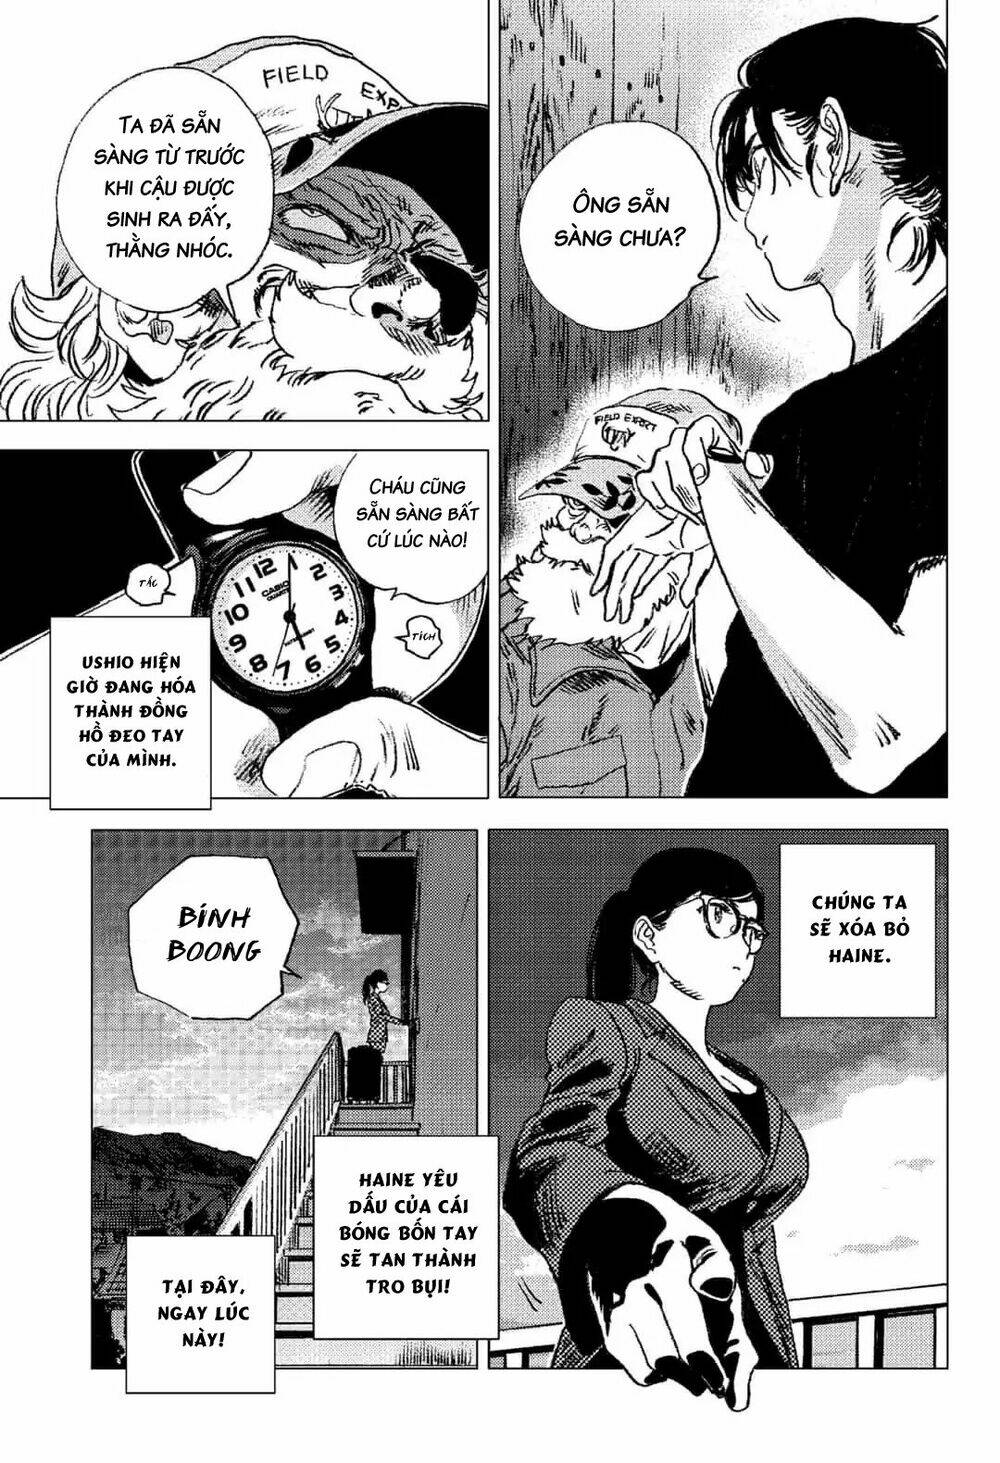 ÔNG SẴN
SÀNG CHƯA?
FIELD EXPERT
FIELD
EXPER
TA ĐÃ SẴN
SÀNG TỪ TRƯỚC
KHI CẬU ĐƯỢC
SINH RA ĐẤY,
THẰNG NHÓC.
CHÁU CŨNG
SẴN SÀNG BẤT
CỨ LÚC NÀO!
TÍCH
TẮC
12
1
2
3
4
5
6
7
8
9
10
11
CASIO
QUARTZ
USHIO HIỆN
GIỜ ĐANG HÓA
THÀNH ĐỒNG
HỒ ĐEO TAY
CỦA MÌNH.
CHÚNG TA
SẼ XÓA BỎ
HAINE.
BÍNH
BOONG
HAINE YÊU
DẤU CỦA CÁI
BÓNG BỐN TAY
SẼ TAN THÀNH
TRO BỤI!
TẠI ĐÂY,
NGAY LÚC
NÀY!